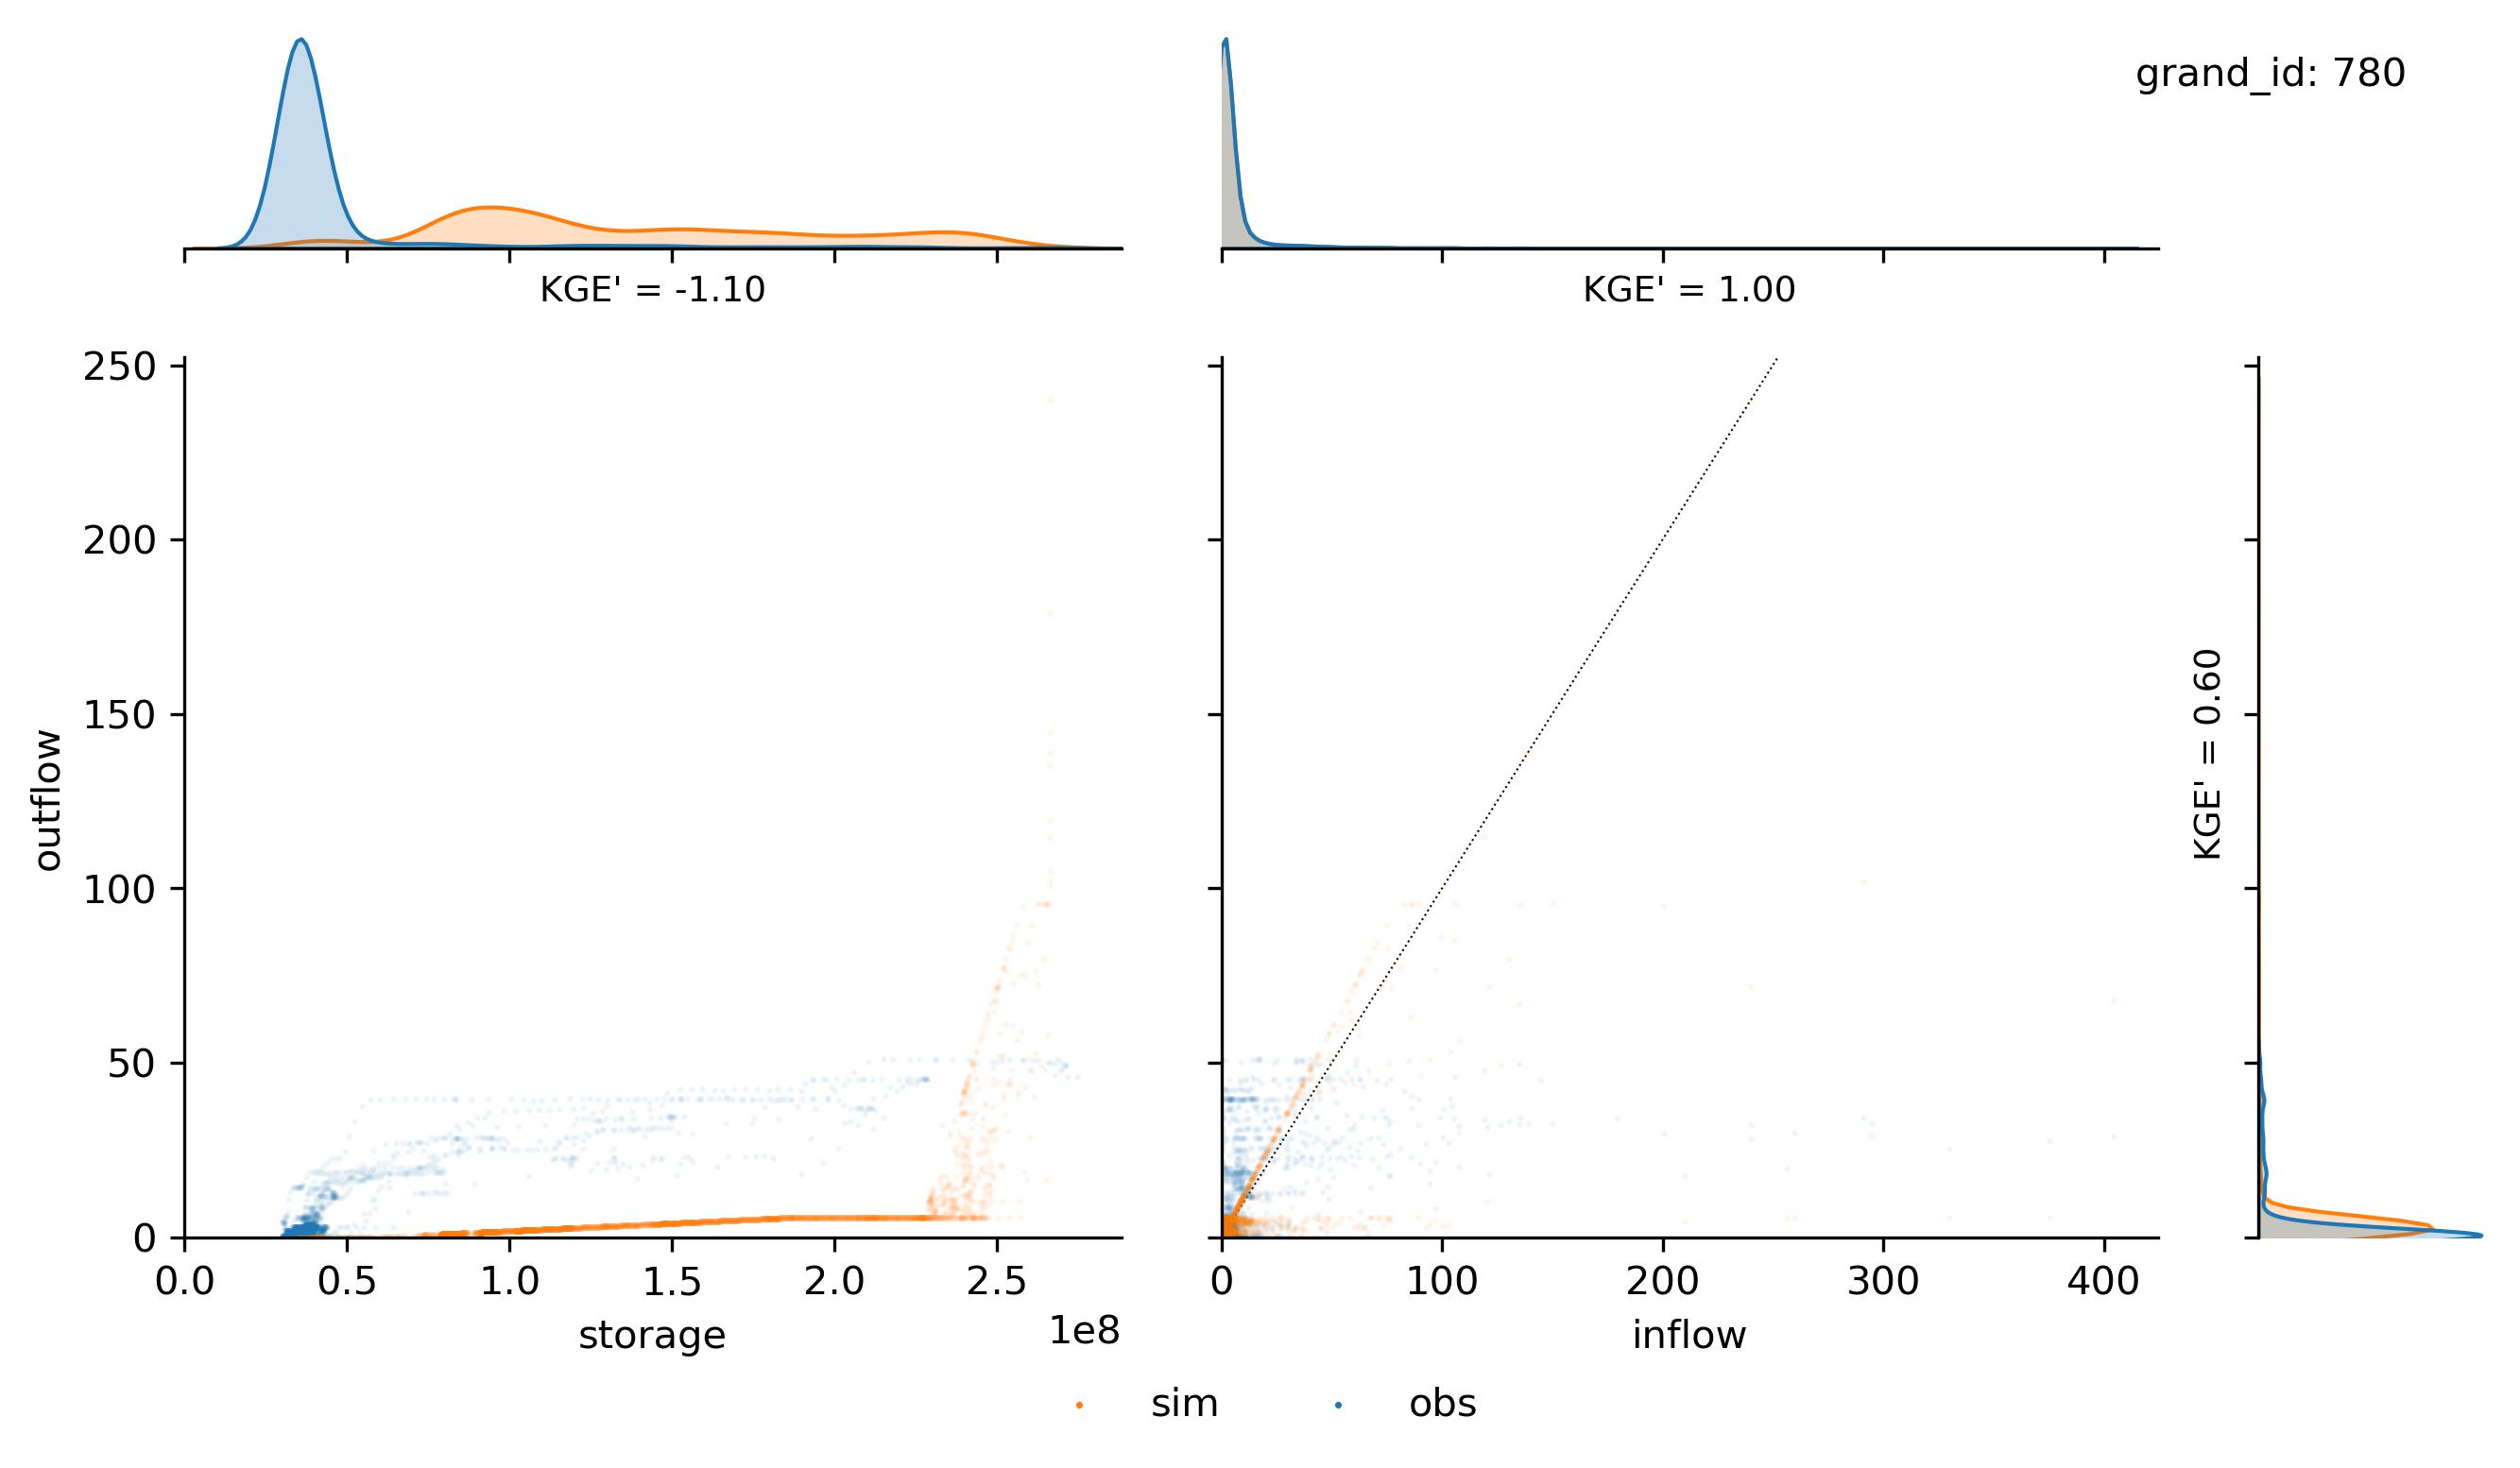 grand_id: 780
KGE' = -1.10
KGE' = 1.00
250
200
150
100
50
0
outflow
KGE' = 0.60
0.0 0.5 1.0 1.5 2.0 2.5
1e8
storage
0 100 200 300 400
inflow
sim obs